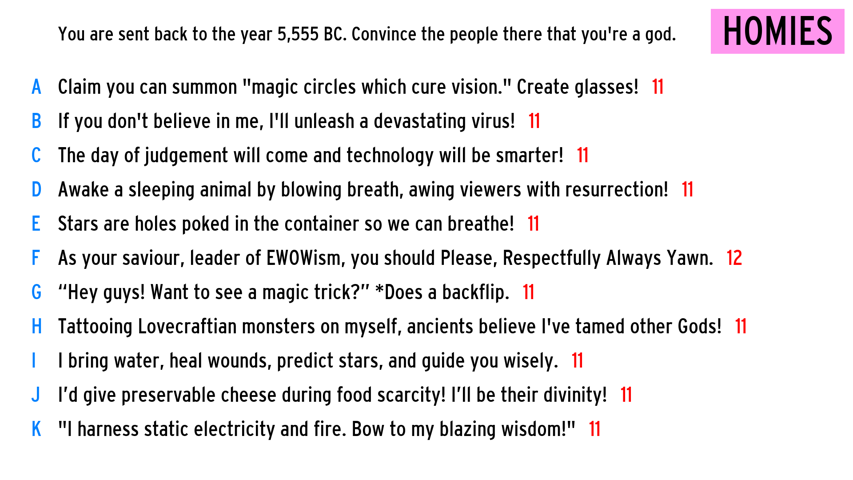 You are sent back to the year 5,555 BC. Convince the people there that you're a god.
HOMIES
A Claim you can summon "magic circles which cure vision." Create glasses! 11
B If you don't believe in me, I'll unleash a devastating virus! 11
C The day of judgement will come and technology will be smarter! 11
D Awake a sleeping animal by blowing breath, awing viewers with resurrection! 11
E Stars are holes poked in the container so we can breathe! 11
F As your saviour, leader of EWOWism, you should Please, Respectfully Always Yawn. 12
G “Hey guys! Want to see a magic trick?” *Does a backflip. 11
H Tattooing Lovecraftian monsters on myself, ancients believe I've tamed other Gods! 11
I I bring water, heal wounds, predict stars, and guide you wisely. 11
J I’d give preservable cheese during food scarcity! I’ll be their divinity! 11
K "I harness static electricity and fire. Bow to my blazing wisdom!" 11